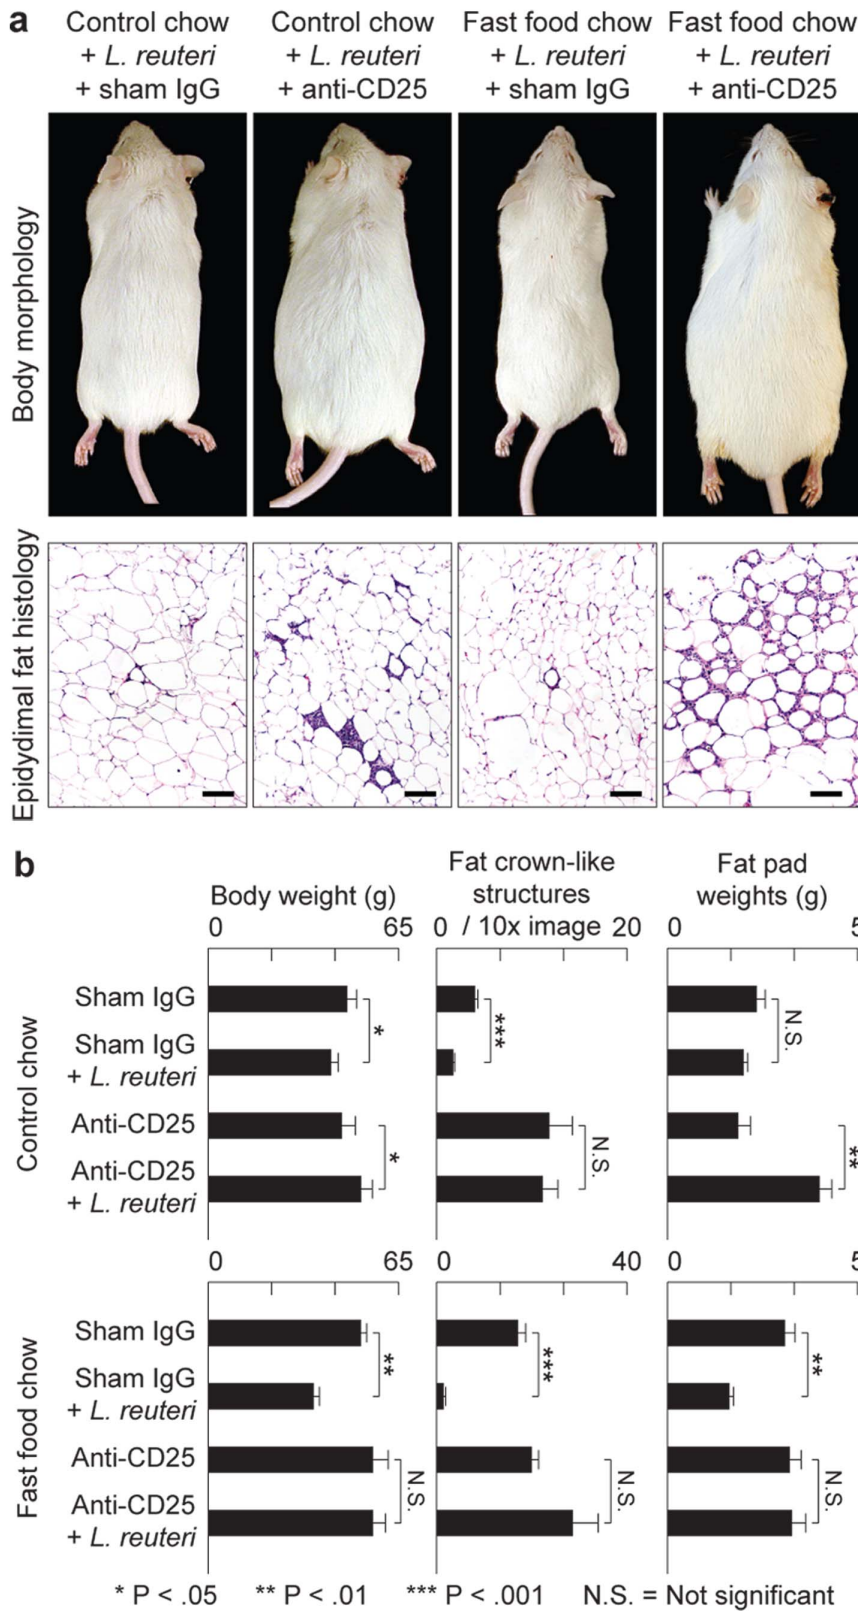 a
Control chow
+ L. reuteri
+ sham IgG
Control chow
+ L. reuteri
+ anti-CD25
Fast food chow
+ L. reuteri
+ sham IgG
Fast food chow
+ L. reuteri
+ anti-CD25
Body morphology
Epidydimal fat histology
b
Body weight (g)
Fat crown-like
structures
/ 10x image
Fat pad
weights (g)
0 65
0 20
0 5
Control chow
Sham IgG
Sham IgG
+ L. reuteri
Anti-CD25
Anti-CD25
+ L. reuteri
*
*
***
N.S.
N.S.
**
0 65
0 40
0 5
Fast food chow
Sham IgG
Sham IgG
+ L. reuteri
Anti-CD25
Anti-CD25
+ L. reuteri
**
N.S.
***
N.S.
**
N.S.
* P < .05 ** P < .01 *** P < .001 N.S. = Not significant